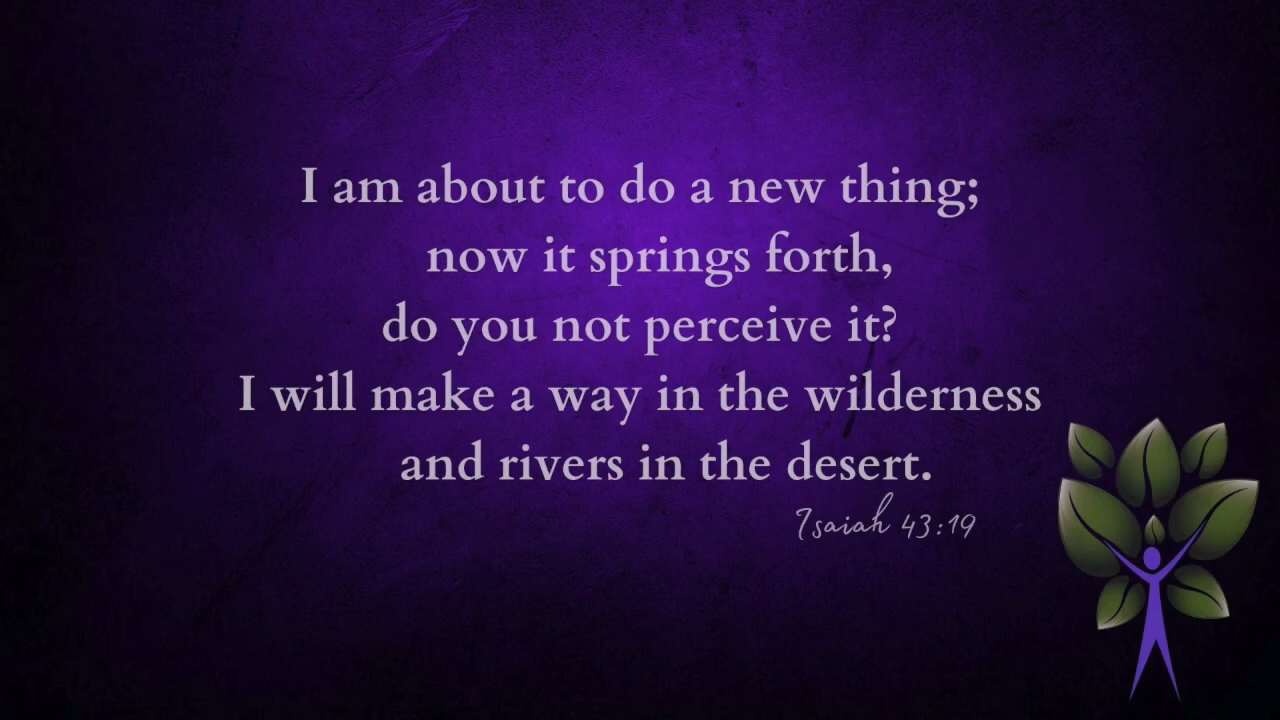 I am about to do a new thing;
now it springs forth,
do you not perceive it?
I will make a way in the wilderness
and rivers in the desert.
Isaiah 43:19